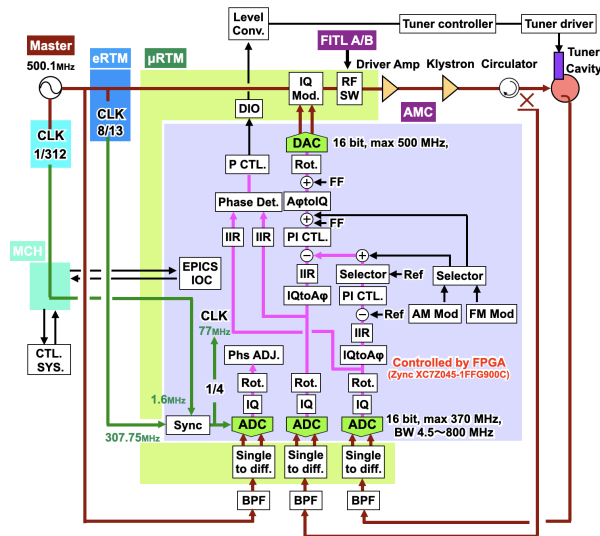 Level
Conv.
Tuner controller
Tuner driver
Master
eRTM
μRTM
FITL A/B
500.1MHz
Driver Amp
Klystron
Circulator
Tuner
Cavity
IQ
Mod.
RF
SW
CLK
8/13
DIO
AMC
CLK
1/312
DAC
16 bit, max 500 MHz,
P CTL.
Rot.
FF
Phase Det.
AφtoIQ
FF
IIR
IIR
PI CTL.
MCH
EPICS
IOC
IIR
Selector
Ref
Selector
IQtoAφ
PI CTL.
AM Mod
FM Mod
Ref
CLK
77MHz
IIR
CTL.
SYS.
Phs ADJ.
IQtoAφ
Controlled by FPGA
(Zynq XC7Z045-1FFG900C)
1/4
Rot.
Rot.
Rot.
1.6MHz
IQ
IQ
IQ
Sync
ADC
ADC
ADC
16 bit, max 370 MHz,
BW 4.5～800 MHz
307.75MHz
Single
to diff.
Single
to diff.
Single
to diff.
BPF
BPF
BPF